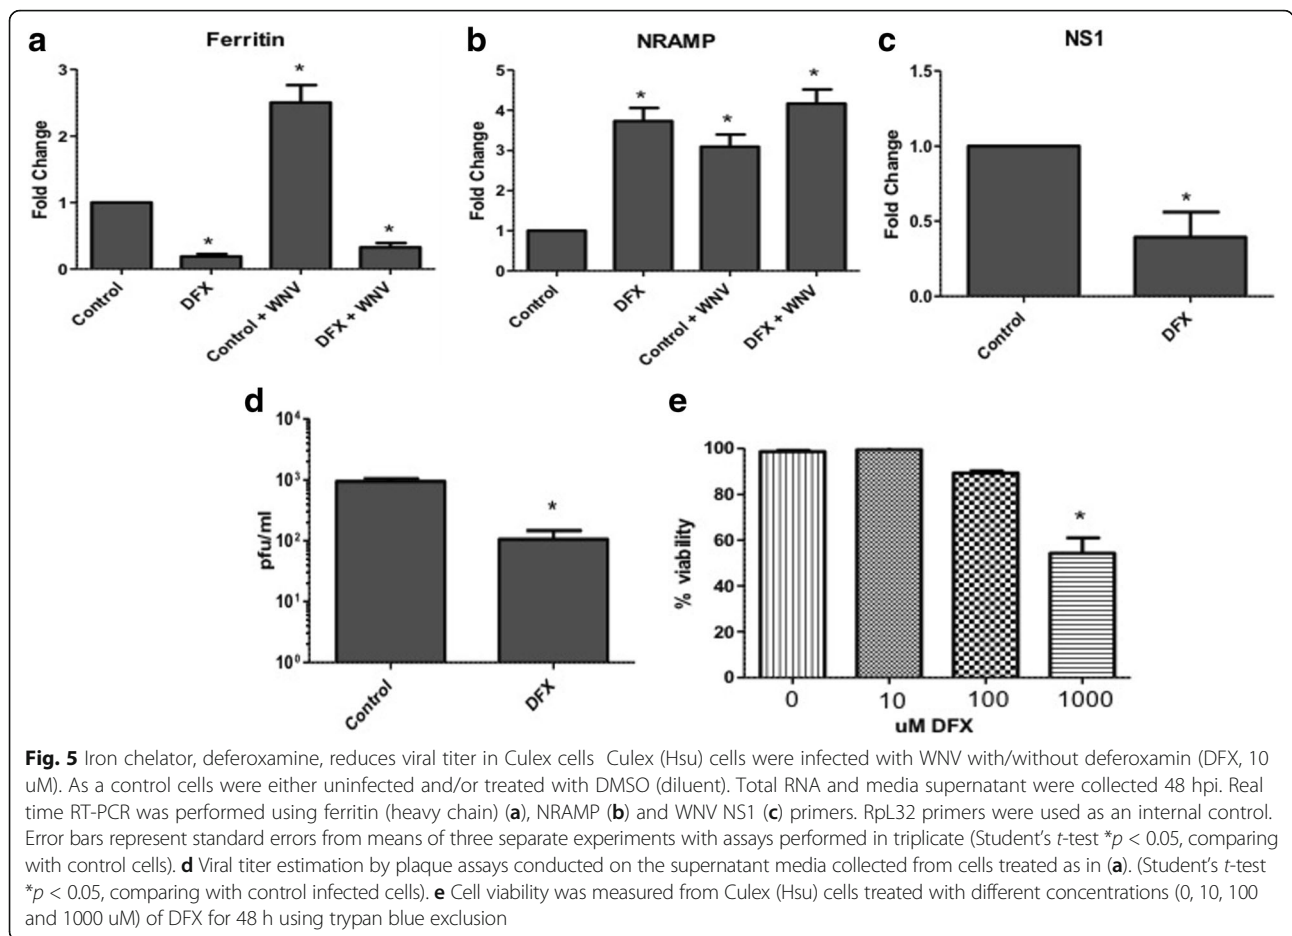 a
Ferritin
Fold Change
3
2
1
0
*
*
*
Control
DFX
Control + WNV
DFX + WNV
b
NRAMP
Fold Change
5
4
3
2
1
0
*
*
*
Control
DFX
Control + WNV
DFX + WNV
c
NS1
Fold Change
1.5
1.0
0.5
0.0
*
Control
DFX
d
pfu/ml
10⁴
10³
10²
10¹
10⁰
*
Control
DFX
e
% viability
100
80
60
40
20
0
*
0 10 100 1000
uM DFX
Fig. 5 Iron chelator, deferoxamine, reduces viral titer in Culex cells Culex (Hsu) cells were infected with WNV with/without deferoxamin (DFX, 10
uM). As a control cells were either uninfected and/or treated with DMSO (diluent). Total RNA and media supernatant were collected 48 hpi. Real
time RT-PCR was performed using ferritin (heavy chain) (a), NRAMP (b) and WNV NS1 (c) primers. RpL32 primers were used as an internal control.
Error bars represent standard errors from means of three separate experiments with assays performed in triplicate (Student's t-test *p < 0.05, comparing
with control cells). d Viral titer estimation by plaque assays conducted on the supernatant media collected from cells treated as in (a). (Student's t-test
*p < 0.05, comparing with control infected cells). e Cell viability was measured from Culex (Hsu) cells treated with different concentrations (0, 10, 100
and 1000 uM) of DFX for 48 h using trypan blue exclusion